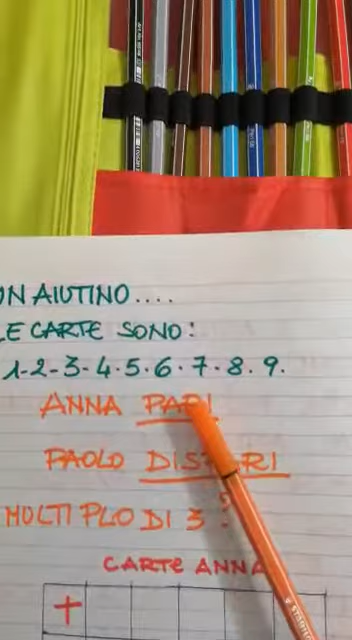 UN AIUTINO....
LE CARTE SONO:
1-2-3-4.5.6.7.8.9.
ANNA PARI
PAOLO DISPARI
MULTIPLO DI 3?
CARTE ANNA
+